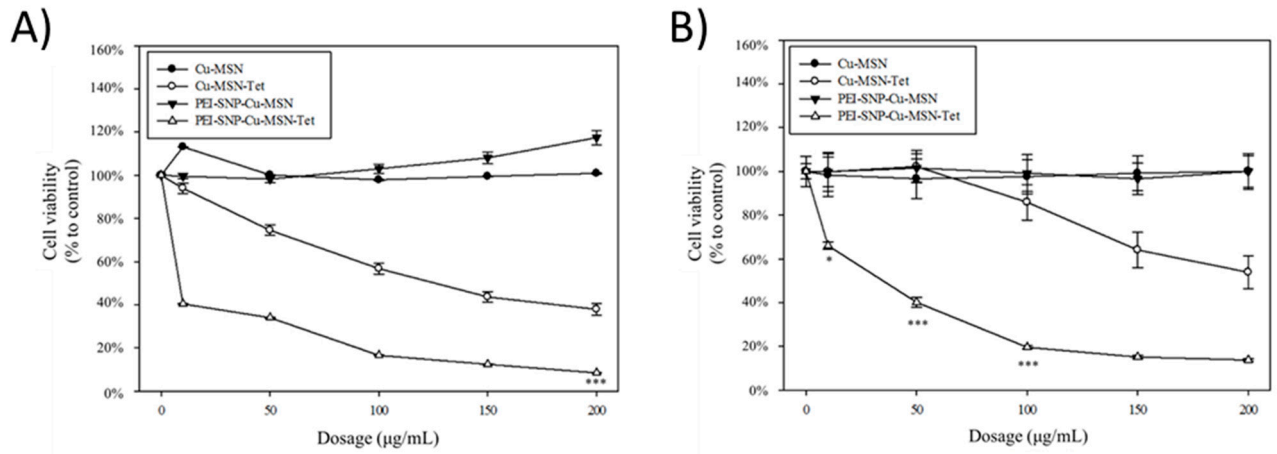 A)
160%
140%
120%
100%
80%
60%
40%
20%
0%
Cell viability
(% to control)
Cu-MSN
Cu-MSN-Tet
PEI-SNP-Cu-MSN
PEI-SNP-Cu-MSN-Tet
***
0
50
100
150
200
Dosage (µg/mL)
B)
160%
140%
120%
100%
80%
60%
40%
20%
0%
Cell viability
(% to control)
Cu-MSN
Cu-MSN-Tet
PEI-SNP-Cu-MSN
PEI-SNP-Cu-MSN-Tet
*
***
***
0
50
100
150
200
Dosage (µg/mL)